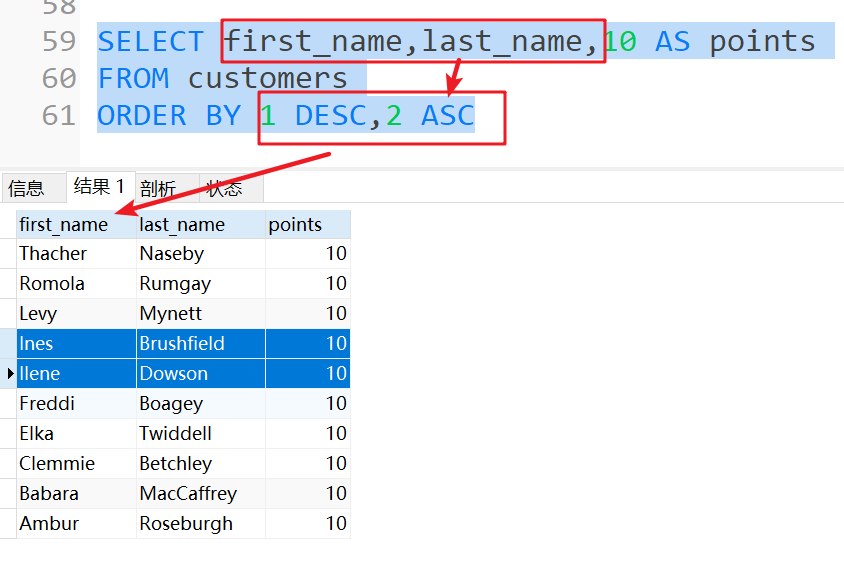 58
59 SELECT first_name,last_name,10 AS points
60 FROM customers
61 ORDER BY 1 DESC,2 ASC
信息 结果 1 剖析 状态
first_name last_name points
Thacher Naseby 10
Romola Rumgay 10
Levy Mynett 10
Ines Brushfield 10
Ilene Dowson 10
Freddi Boagey 10
Elka Twiddell 10
Clemmie Betchley 10
Babara MacCaffrey 10
Ambur Roseburgh 10